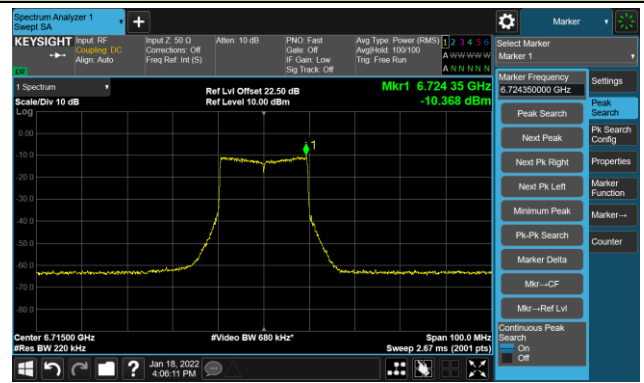 Spectrum Analyzer 1
Swept SA
Marker
KEYSIGHT
Input: RF
Coupling: DC
Align: Auto
Input Z: 50 Ω
Corrections: Off
Freq Ref: Int (S)
Atten: 10 dB
PNO: Fast
Gate: Off
IF Gain: Low
Sig Track: Off
Avg Type: Power (RMS)
Avg|Hold: 100/100
Trig: Free Run
1 2 3 4 5 6
A W W W W W
A N N N N N
Select Marker
Marker 1
LV
1 Spectrum
Scale/Div 10 dB
Ref Lvl Offset 22.50 dB
Ref Level 10.00 dBm
Mkr1 6.724 35 GHz
-10.368 dBm
Log
0.00
-10.0
-20.0
-30.0
-40.0
-50.0
-60.0
-70.0
-80.0
1
Center 6.71500 GHz
#Res BW 220 kHz
#Video BW 680 kHz*
Span 100.0 MHz
Sweep 2.67 ms (2001 pts)
Marker Frequency
6.724350000 GHz
Peak Search
Next Peak
Next Pk Right
Next Pk Left
Minimum Peak
Pk-Pk Search
Marker Delta
Mkr→CF
Mkr→Ref Lvl
Continuous Peak
Search
On
Off
Settings
Peak
Search
Pk Search
Config
Properties
Marker
Function
Marker→
Counter
Jan 18, 2022
4:06:11 PM